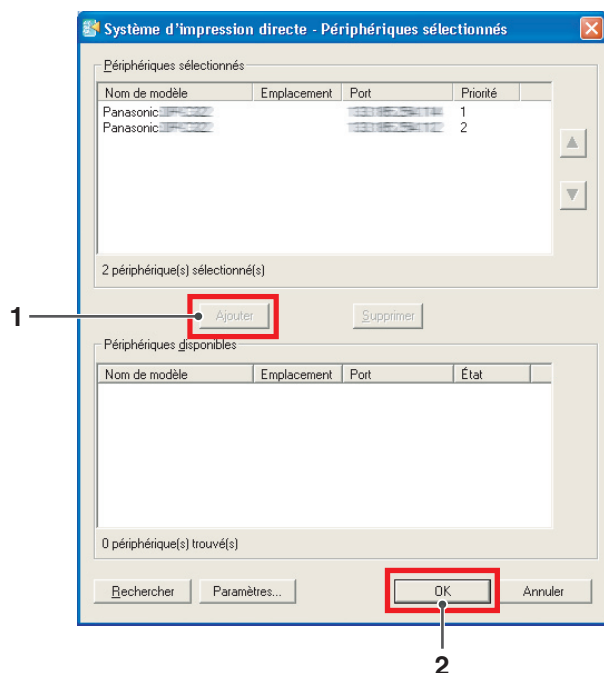 Système d'impression directe - Périphériques sélectionnés
Périphériques sélectionnés
Nom de modèle Emplacement Port Priorité
Panasonic 1
Panasonic 2
2 périphérique(s) sélectionné(s)
1
Ajouter Supprimer
Périphériques disponibles
Nom de modèle Emplacement Port État
0 périphérique(s) trouvé(s)
Rechercher Paramètres... OK Annuler
2